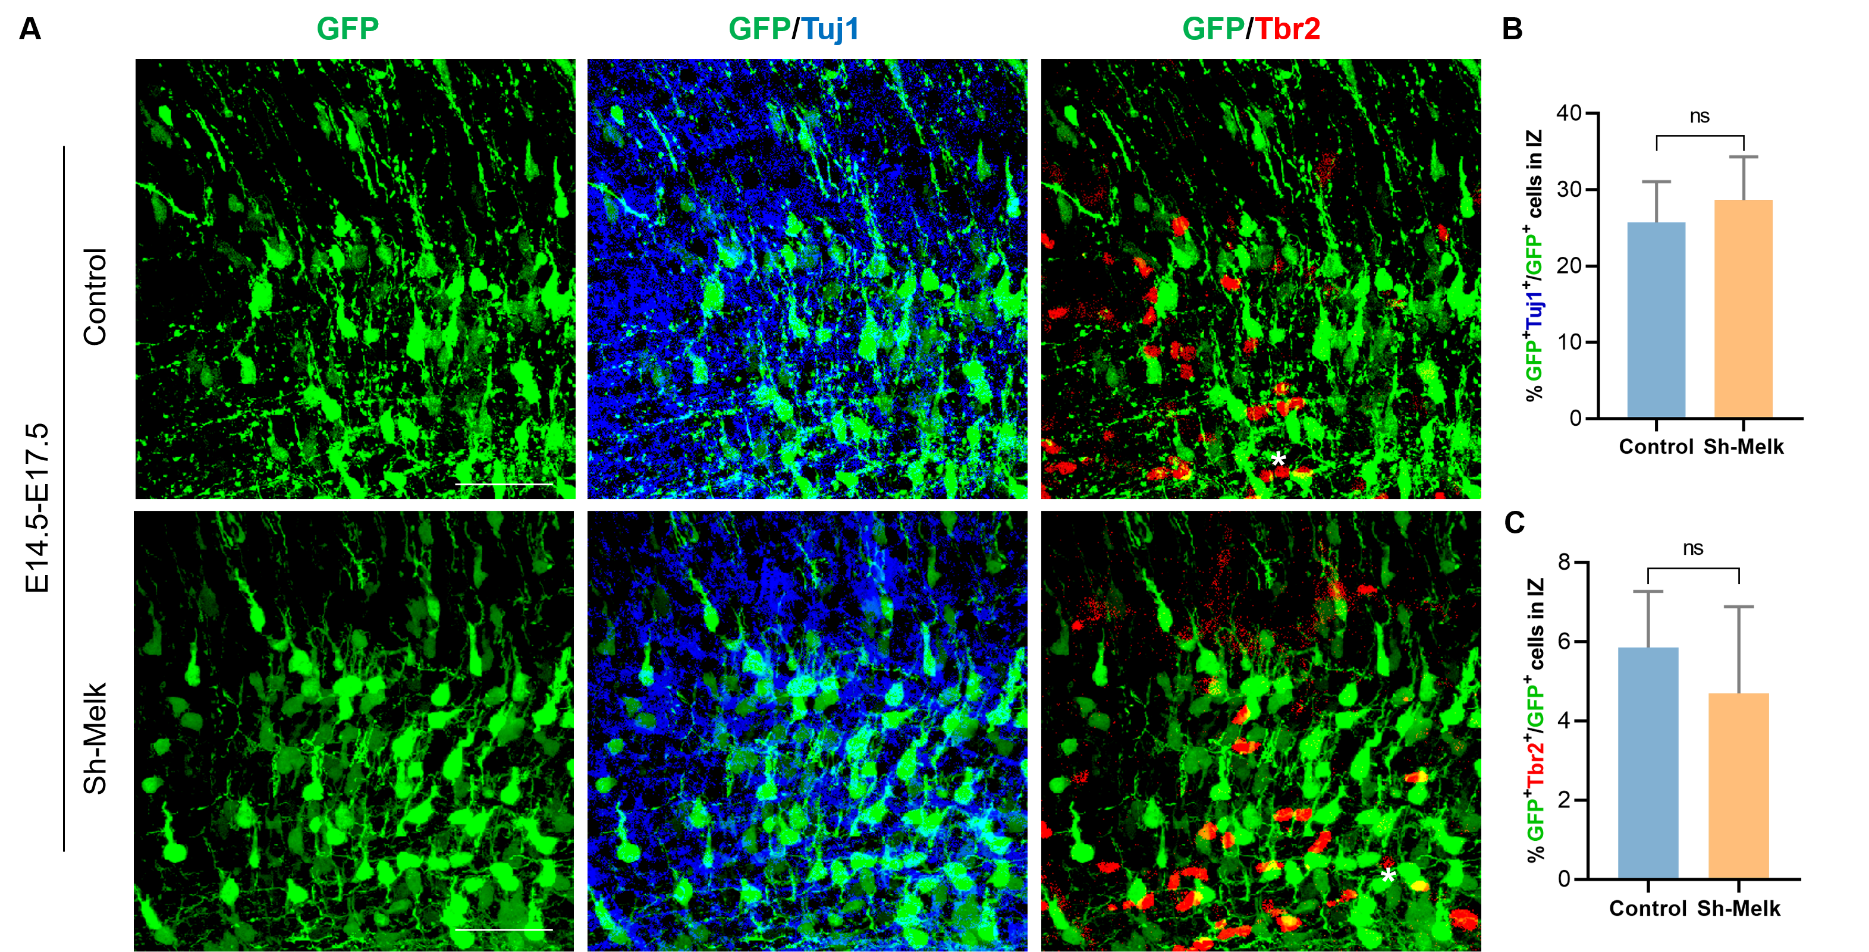 A
GFP
GFP/Tuj1
GFP/Tbr2
B
E14.5-E17.5
Control
Sh-Melk
*
*
% GFP⁺Tuj1⁺/GFP⁺ cells in IZ
40
30
20
10
0
ns
Control Sh-Melk
C
% GFP⁺Tbr2⁺/GFP⁺ cells in IZ
8
6
4
2
0
ns
Control Sh-Melk